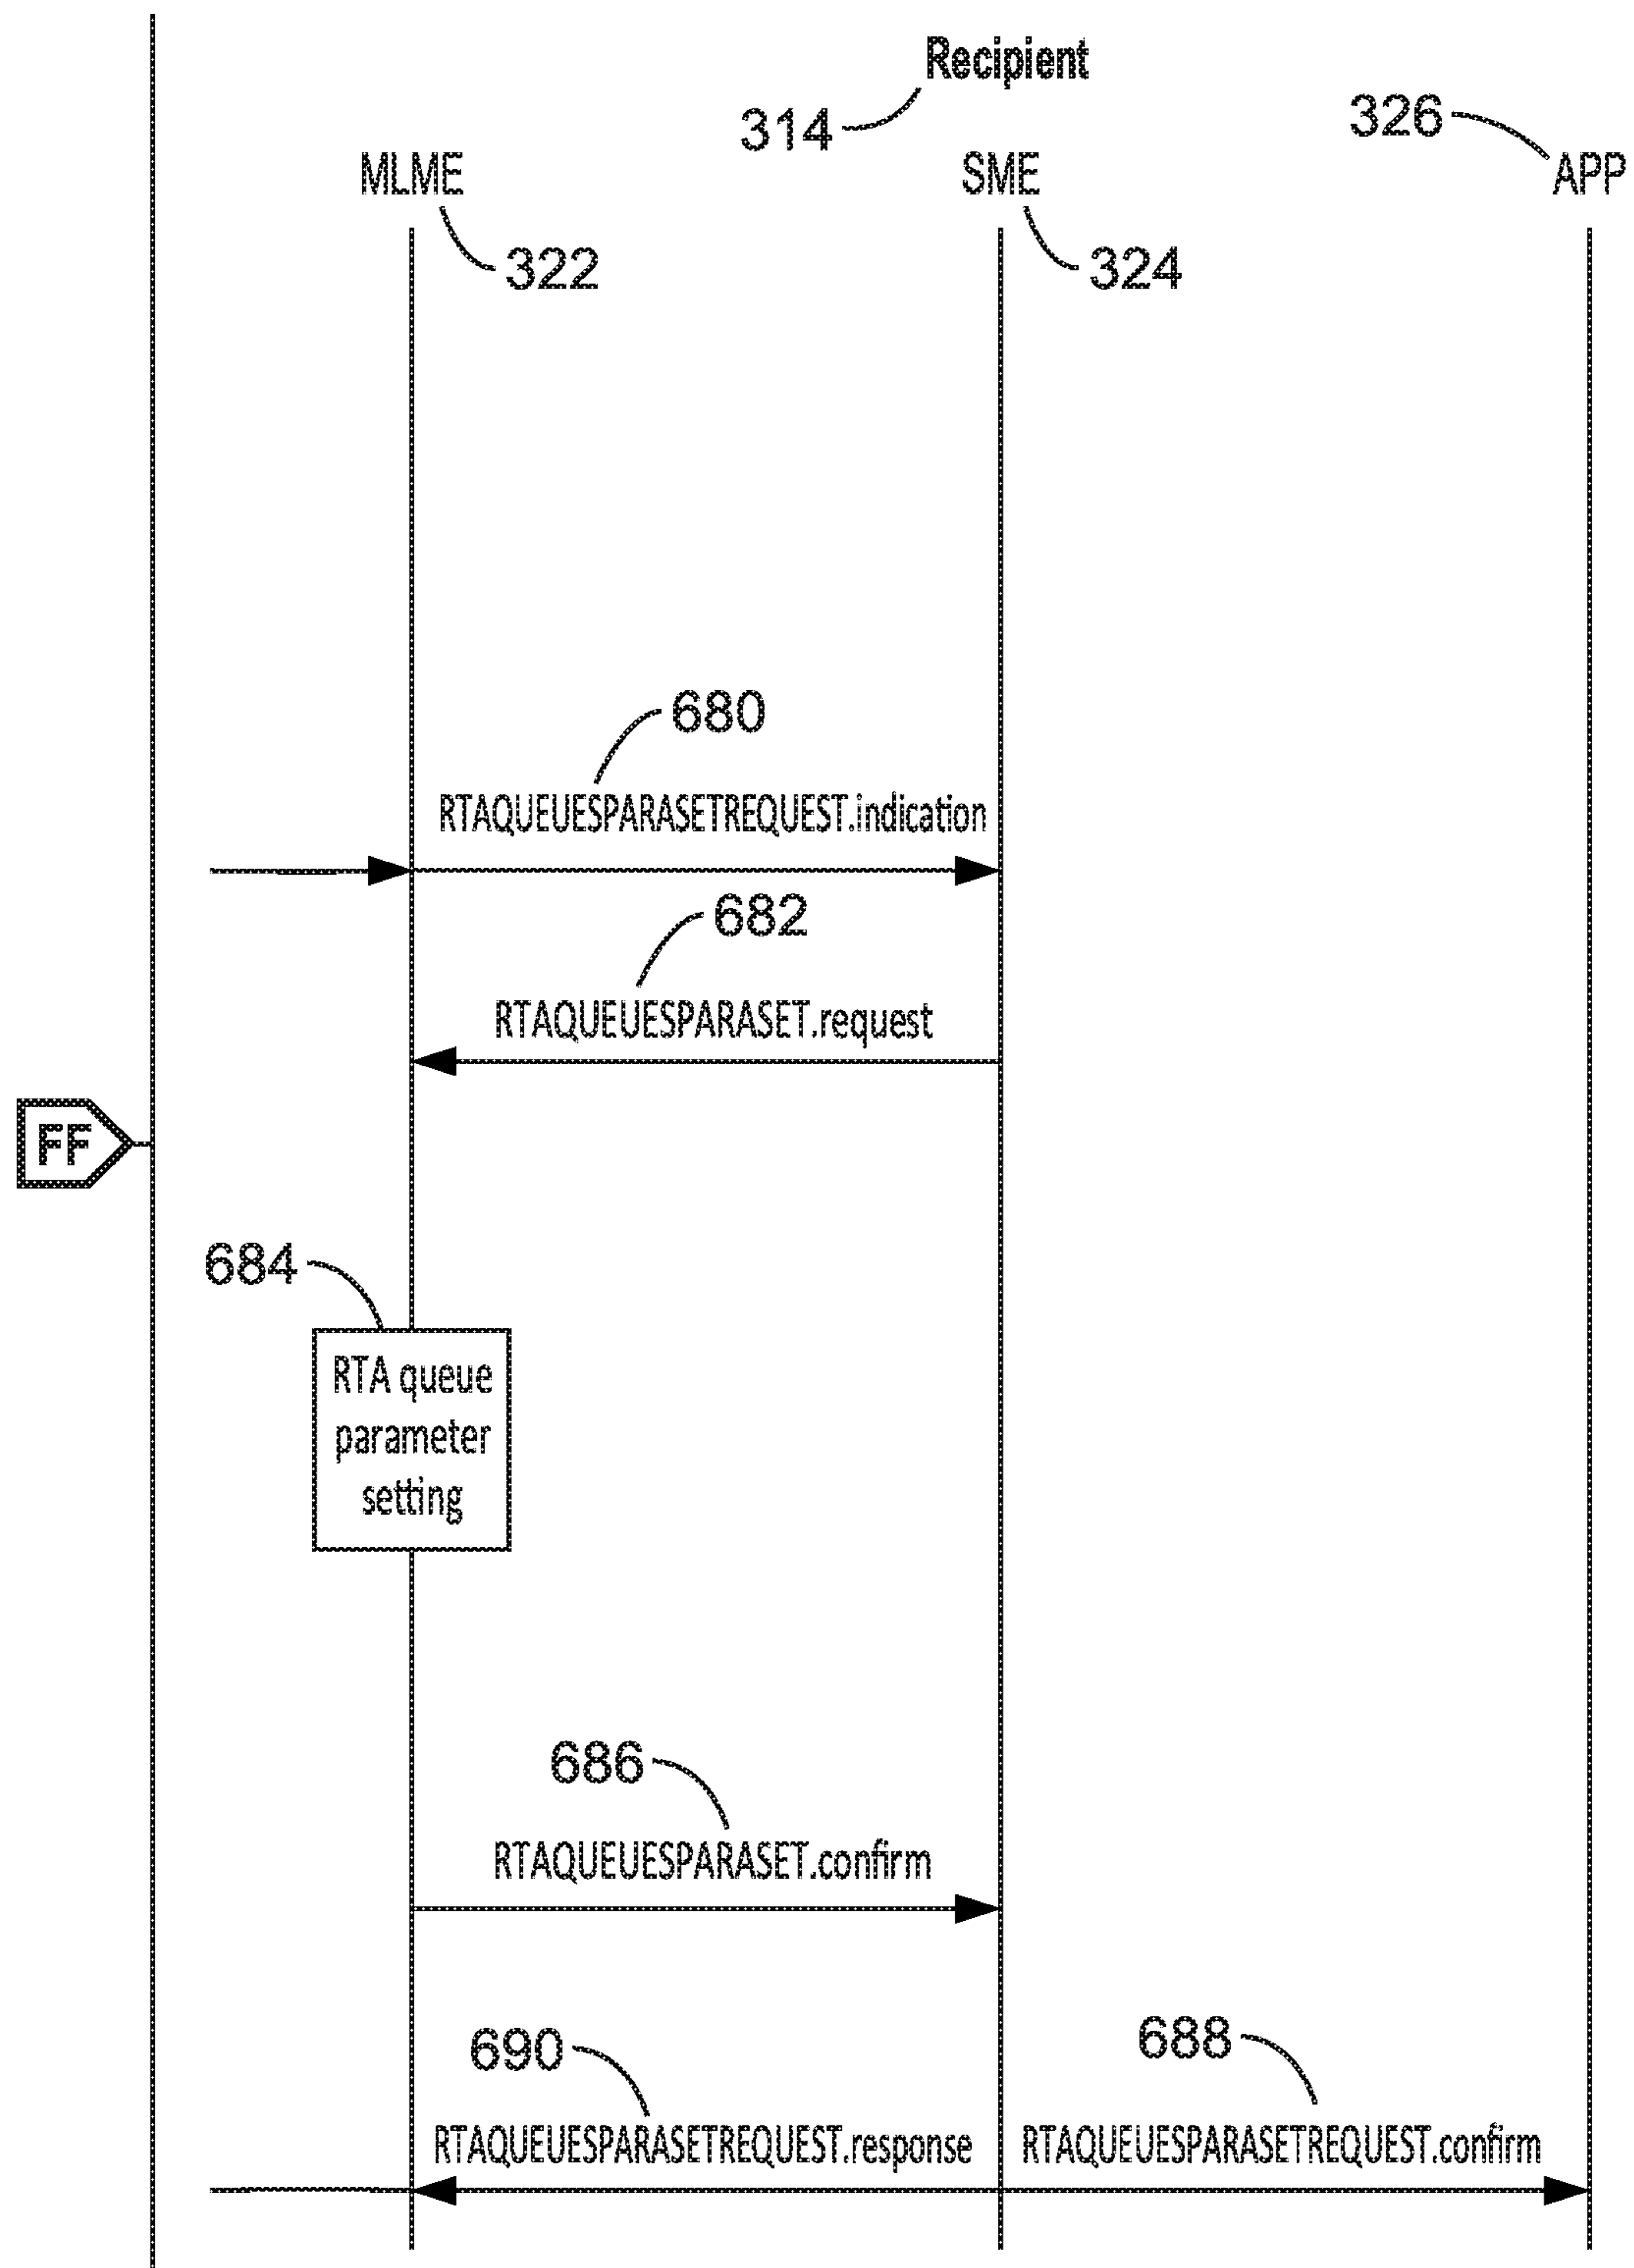 Recipient
314
326
MLME
SME
APP
322
324
680
RTAQUEUESPARASETREQUEST.indication
682
RTAQUEUESPARASET.request
FF
684
RTA queue
parameter
setting
686
RTAQUEUESPARASET.confirm
690
688
RTAQUEUESPARASETREQUEST.response
RTAQUEUESPARASETREQUEST.confirm